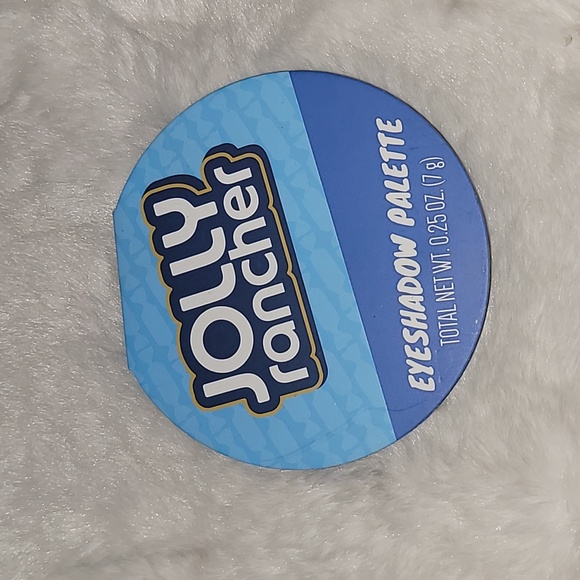 JOLLY
rancher
EYESHADOW PALETTE
TOTAL NET WT. 0.25 OZ. (7 g)